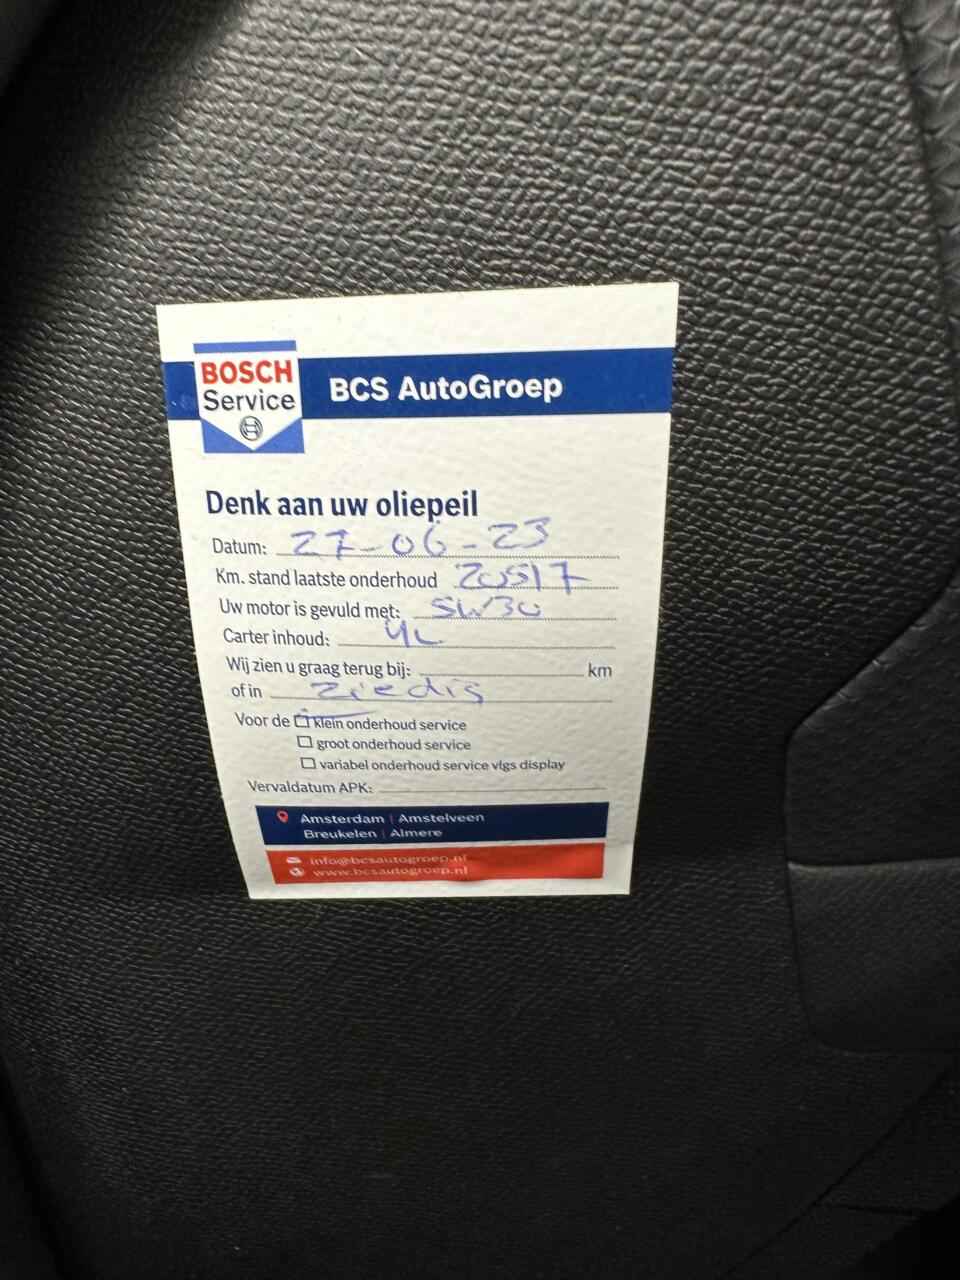 BOSCH
Service
BCS AutoGroep
Denk aan uw oliepeil
Datum: 27-06-23
Km. stand laatste onderhoud 20517
Uw motor is gevuld met: 5W30
Carter inhoud: 4L
Wij zien u graag terug bij: km
of in zie dis
Voor de klein onderhoud service
groot onderhoud service
variabel onderhoud service vlgs display
Vervaldatum APK:
Amsterdam | Amstelveen
Breukelen | Almere
info@bcsautogroep.nl
www.bcsautogroep.nl